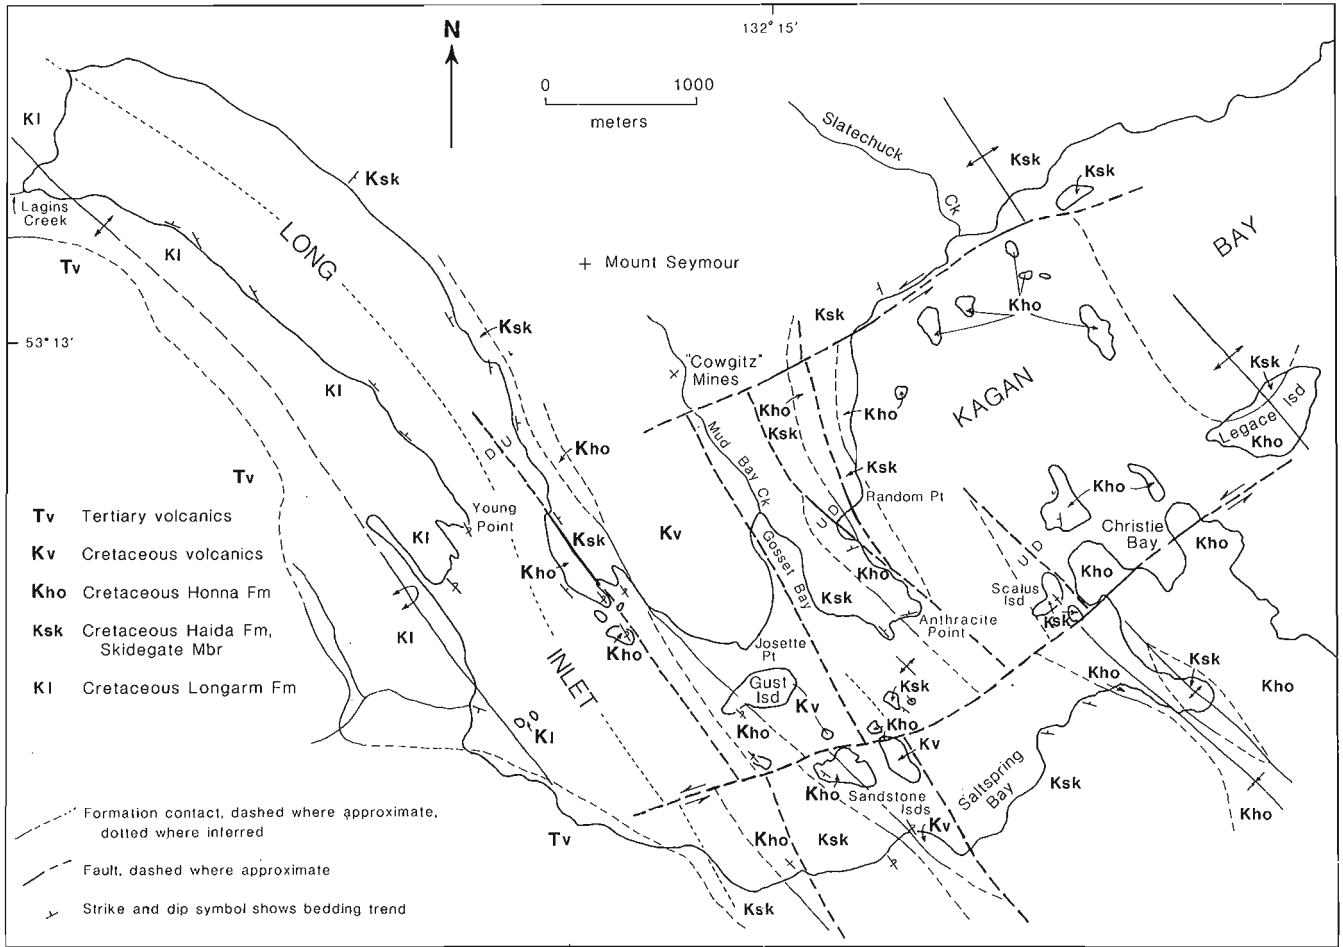 132° 15'
N
0 1000
meters
Kl
Slatechuck
Ck
Ksk
Ksk
Ksk
Lagins
Creek
Kl
Tv
LONG
Mount Seymour
BAY
Kho
Ksk
Ksk
53° 13'
"Cowgitz"
Mines
Ksk
KAGAN
Kl
Kho
Kho
Ksk
Legace Isd
Kho
Mud Bay Ck
D U
Kho
Ksk
Tv
Random Pt
Kho
Young
Point
Kl
U D
Christie
Bay
Kho
Tv Tertiary volcanics
Kv Cretaceous volcanics
Kho Cretaceous Honna Fm
Ksk Cretaceous Haida Fm,
Skidegate Mbr
Kl Cretaceous Longarm Fm
Ksk
Kv
Gosset Bay
U D
Kho
Kho
Kho
Ksk
Scalus
Isd
Ksk
Anthracite
Point
Kl
Kho
Josette
Pt
INLET
Gust
Isd
Kv
Ksk
Kho
Ksk
Kho
Kl
Kho
Kho
Kv
Kho
Sandstone
Isds
Saltspring
Bay
Ksk
Kho
Kv
Tv
Kho
Ksk
Ksk
Formation contact, dashed where approximate,
dotted where inferred
Fault, dashed where approximate
Strike and dip symbol shows bedding trend